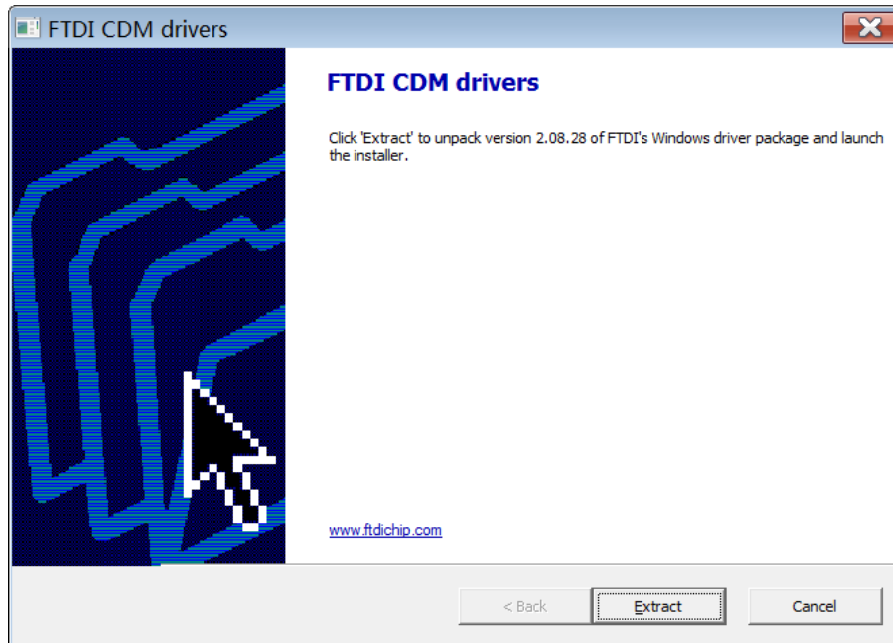 FTDI CDM drivers
FTDI CDM drivers
Click 'Extract' to unpack version 2.08.28 of FTDI's Windows driver package and launch
the installer.
www.ftdichip.com
< Back Extract Cancel